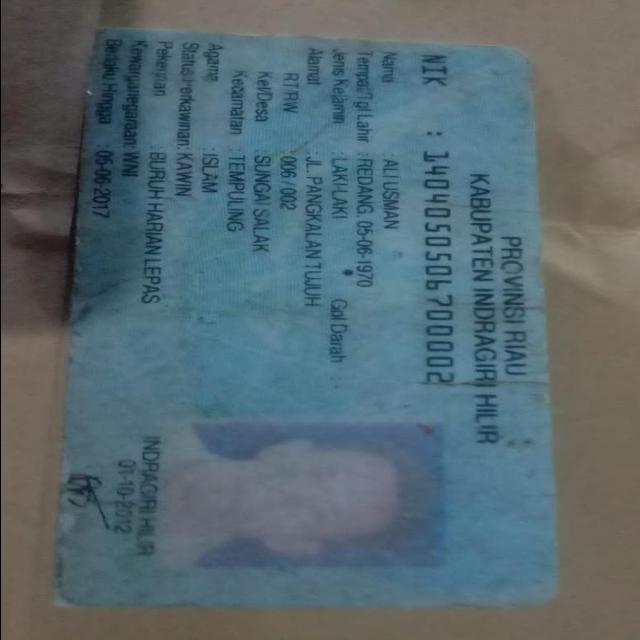 PROVINSI RIAU
KABUPATEN INDRAGIRI HILIR
NIK : 1404050506700002
Nama : ALI USMAN
Tempat/Tgl Lahir : REDANG, 05-06-1970
Jenis Kelamin : LAKI-LAKI Gol Darah :
Alamat : JL. PANGKALAN TUJUH
RT/RW : 006 / 002
Kel/Desa : SUNGAI SALAK
Kecamatan : TEMPULING
Agama : ISLAM
Status Perkawinan: KAWIN
Pekerjaan : BURUH HARIAN LEPAS
Kewarganegaraan: WNI
Berlaku Hingga : 05-06-2017
INDRAGIRI HILIR
01-10-2012